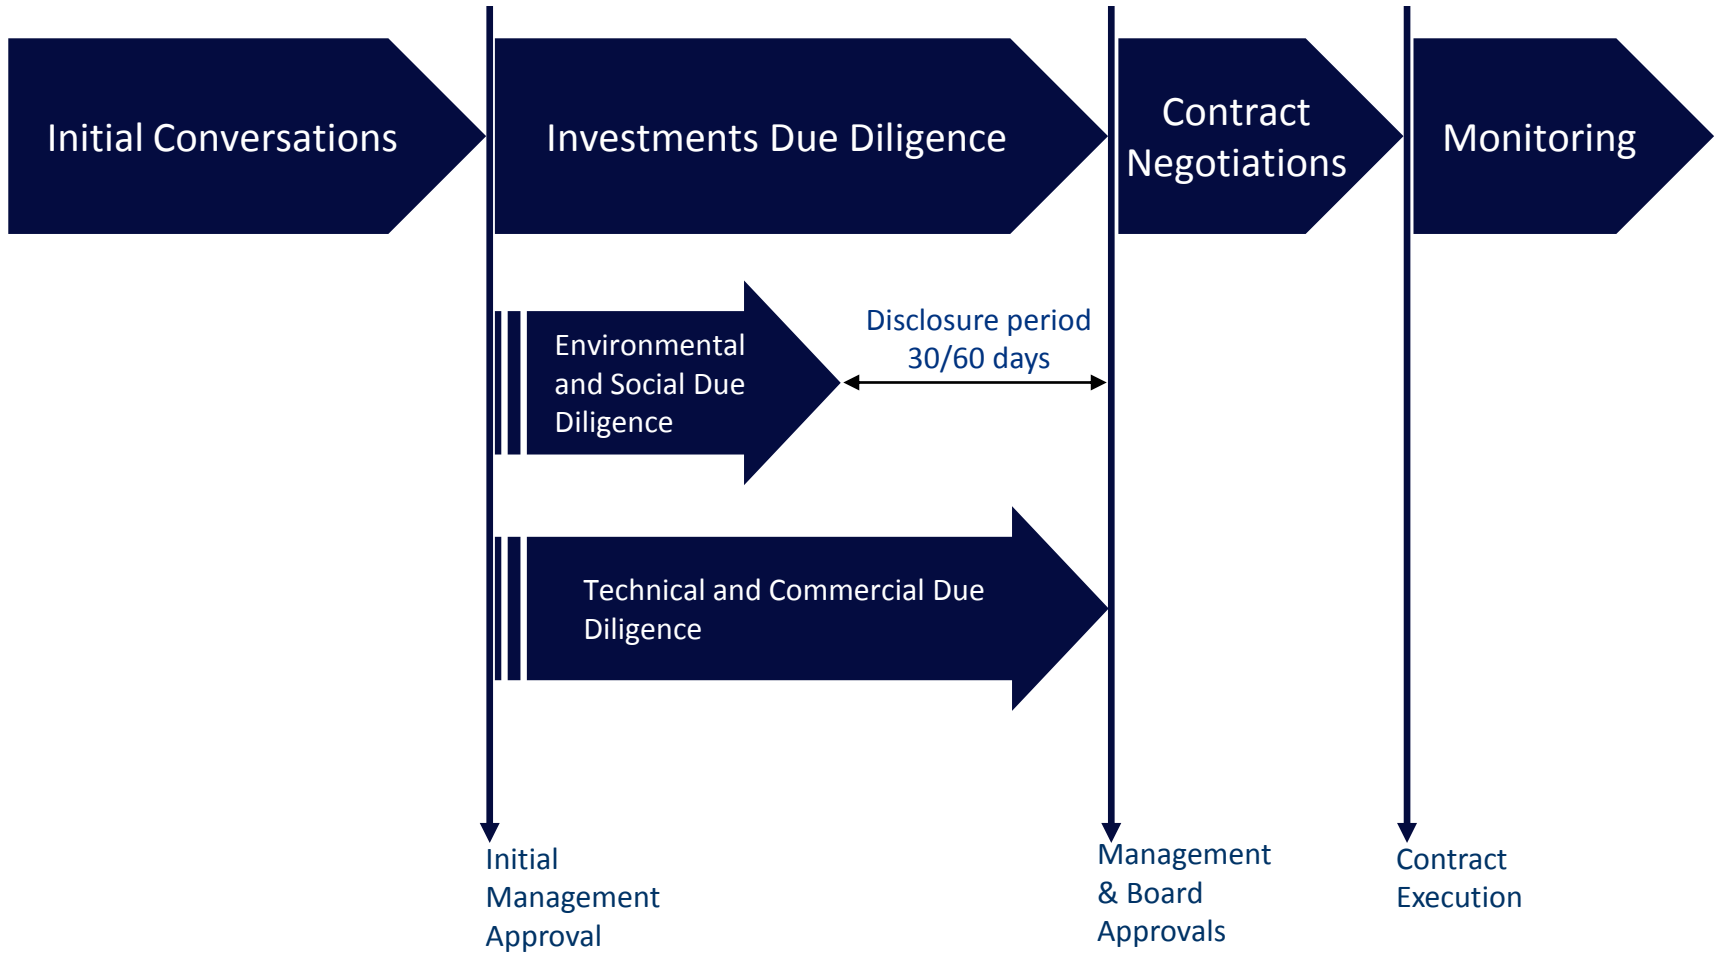 Initial Conversations
Investments Due Diligence
Contract
Negotiations
Monitoring
Environmental
and Social Due
Diligence
Disclosure period
30/60 days
Technical and Commercial Due
Diligence
Initial
Management
Approval
Management
& Board
Approvals
Contract
Execution